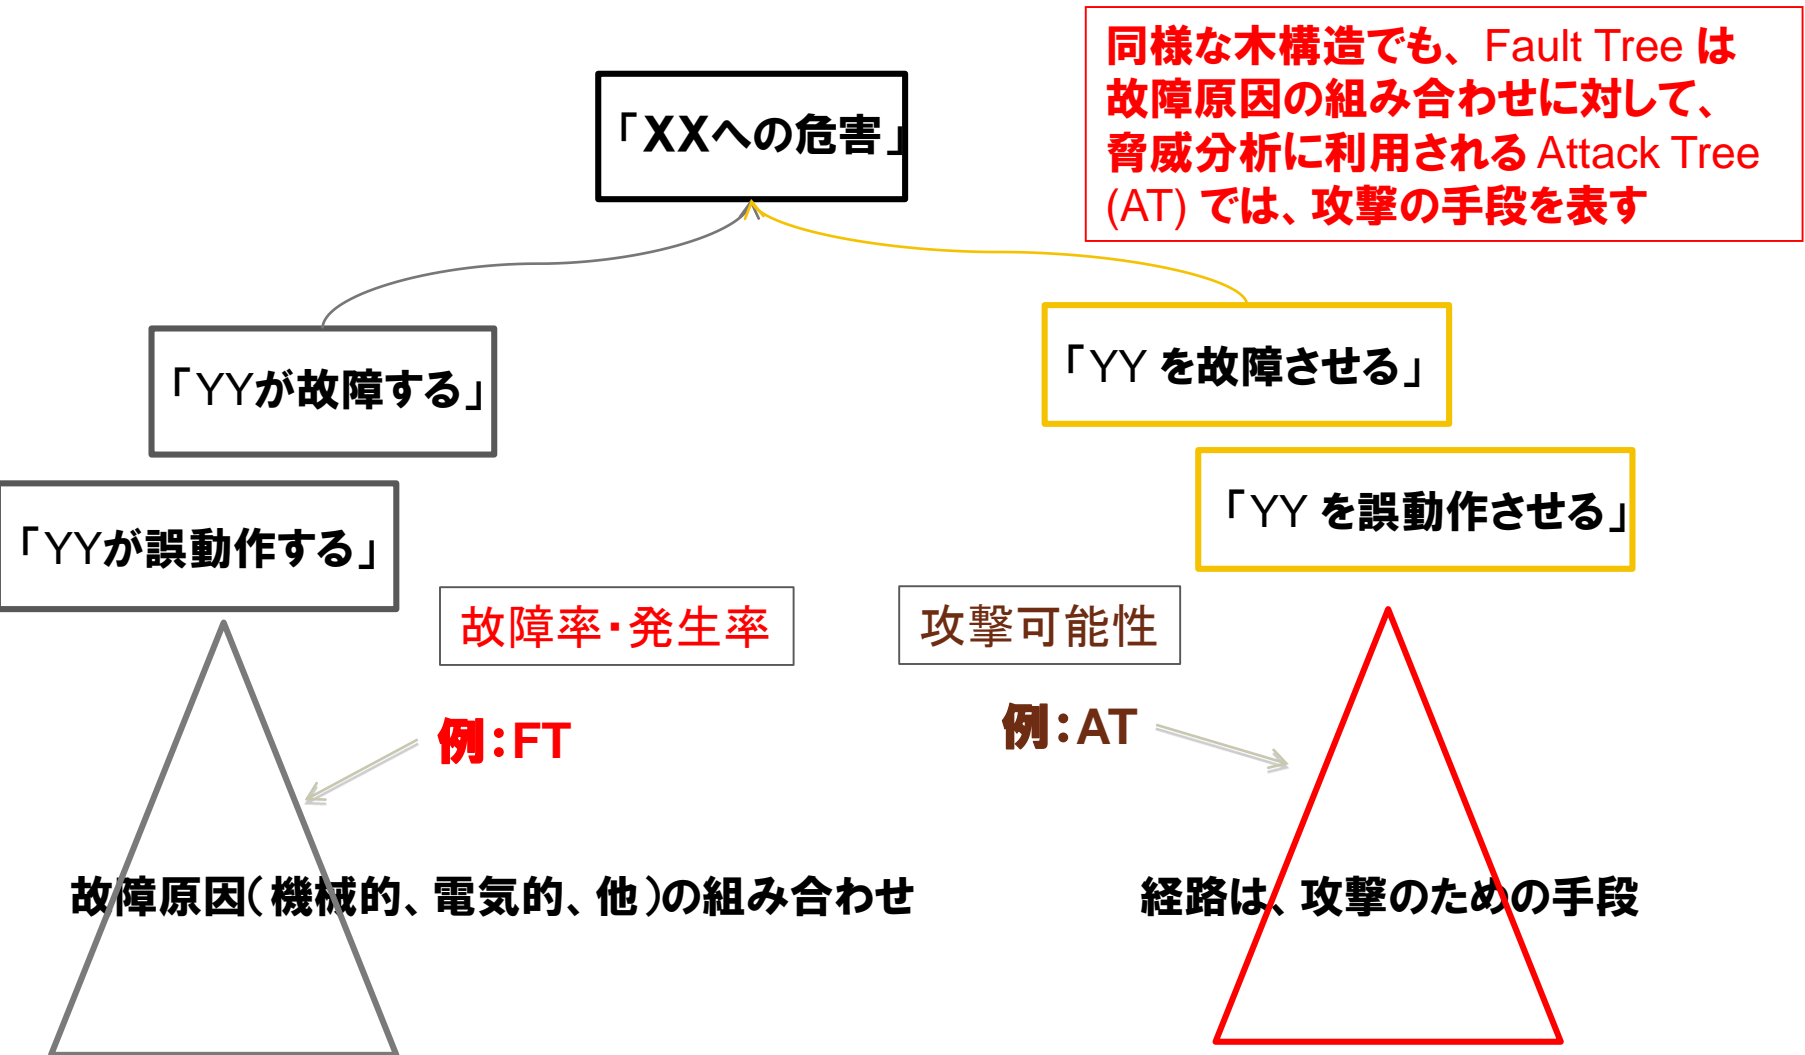 同様な木構造でも、Fault Tree は
故障原因の組み合わせに対して、
脅威分析に利用される Attack Tree
(AT) では、攻撃の手段を表す
「XXへの危害」
「YYが故障する」
「YY を故障させる」
「YYが誤動作する」
「YY を誤動作させる」
故障率・発生率
攻撃可能性
例：FT
例：AT
故障原因（機械的、電気的、他）の組み合わせ
経路は、攻撃のための手段